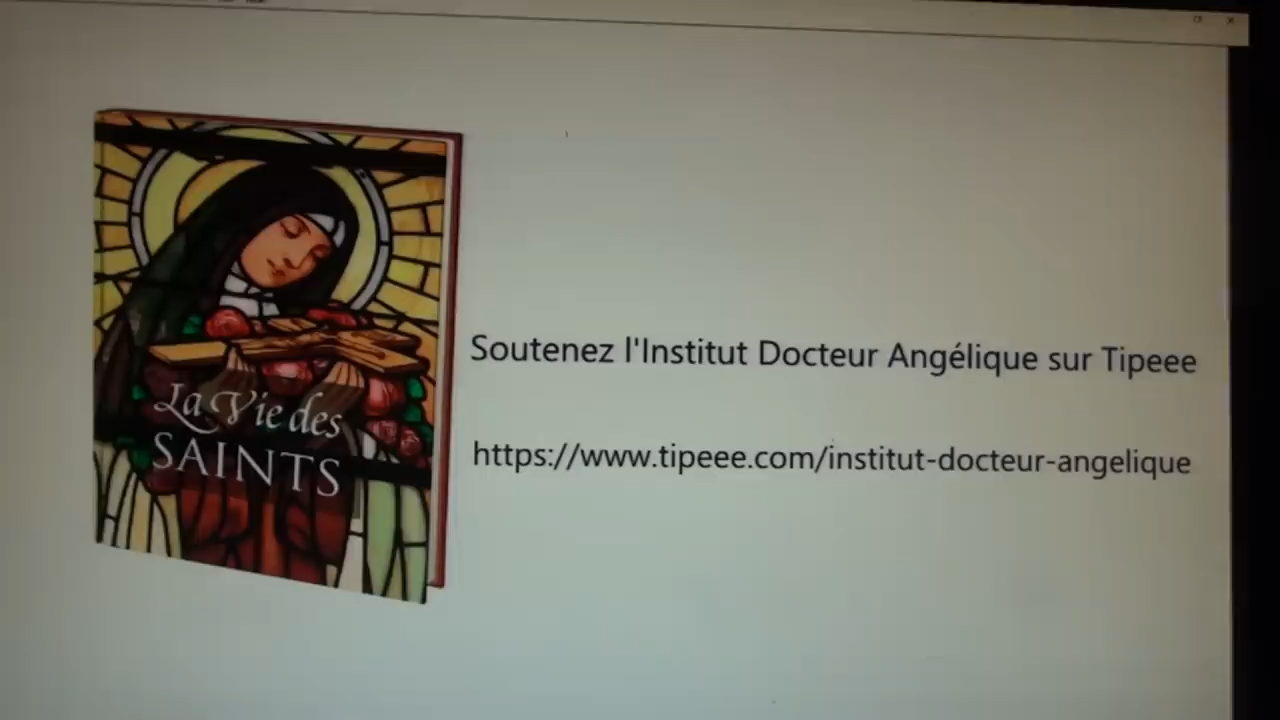 La Vie des
SAINTS
Soutenez l'Institut Docteur Angélique sur Tipeee
https://www.tipeee.com/institut-docteur-angelique